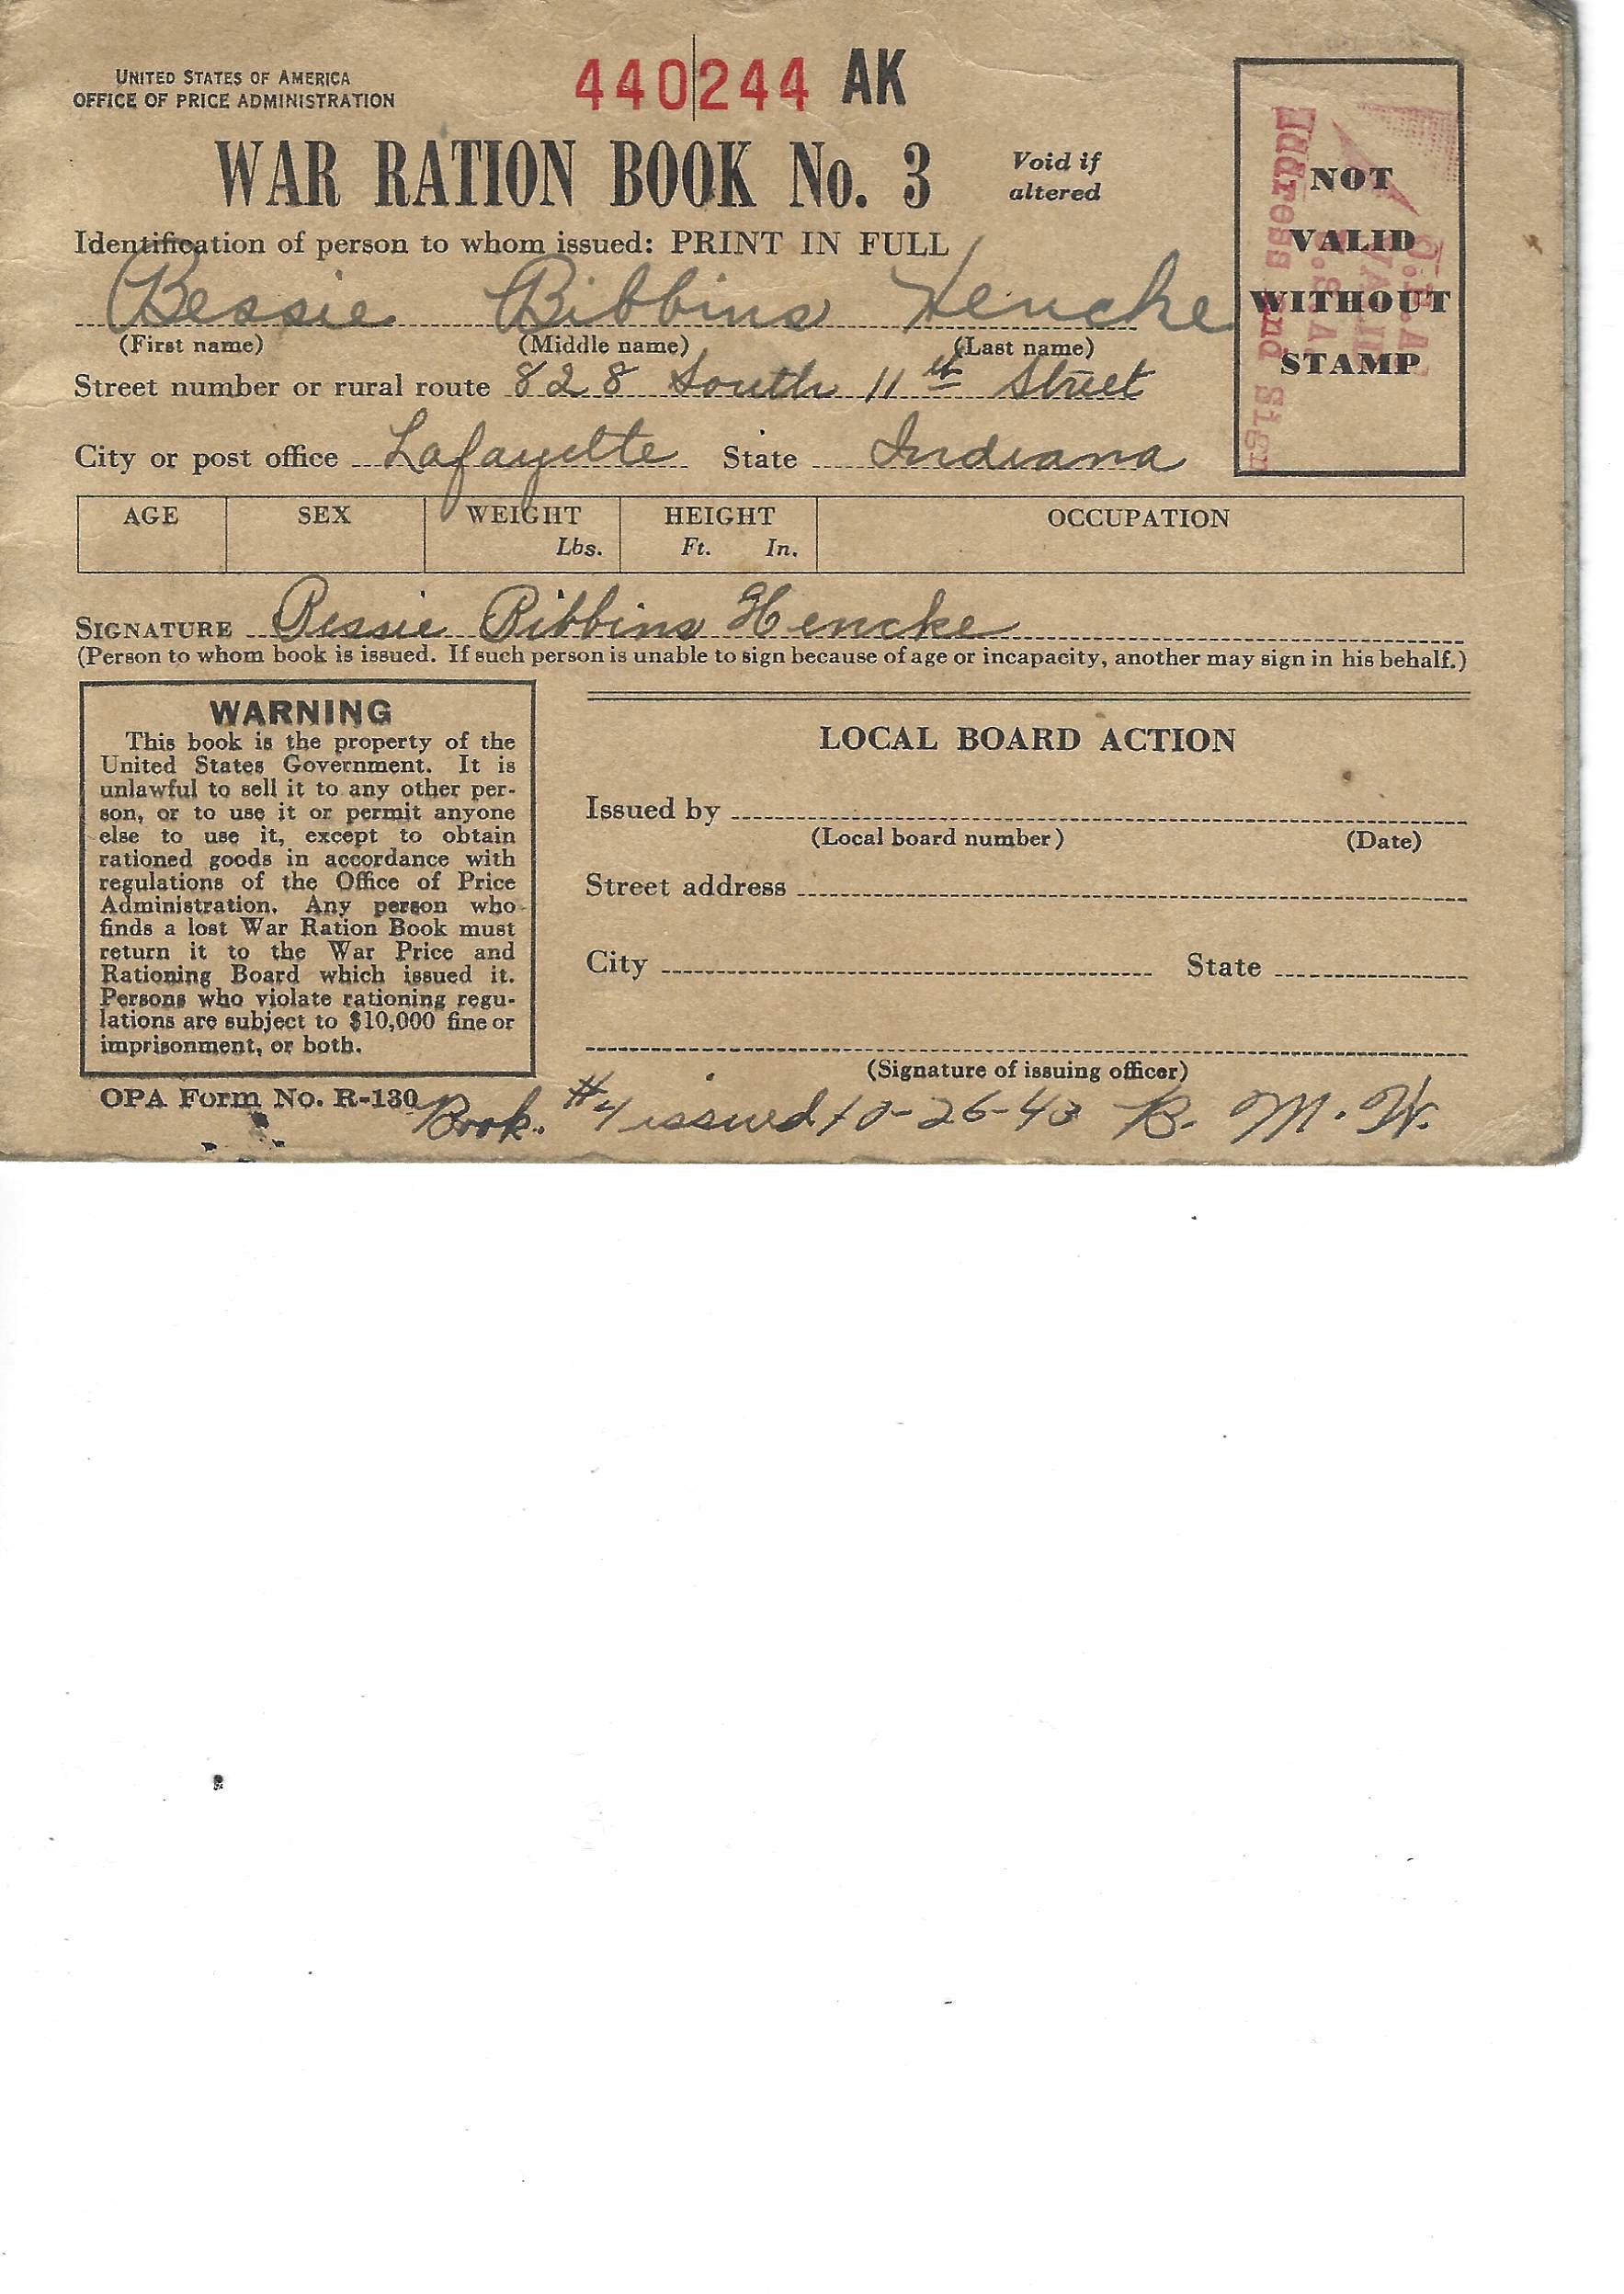 UNITED STATES OF AMERICA
OFFICE OF PRICE ADMINISTRATION
440244 AK
WAR RATION BOOK No. 3
Void if
altered
Identification of person to whom issued: PRINT IN FULL
Bessie Bibbins Hencke
(First name) (Middle name) (Last name)
Street number or rural route 828 South 11th Street
City or post office Lafayette State Indiana
NOT
VALID
WITHOUT
STAMP
Address and Sign
AGE SEX WEIGHT HEIGHT OCCUPATION
Lbs. Ft. In.
SIGNATURE Bessie Bibbins Hencke
(Person to whom book is issued. If such person is unable to sign because of age or incapacity, another may sign in his behalf.)
WARNING
This book is the property of the
United States Government. It is
unlawful to sell it to any other per-
son, or to use it or permit anyone
else to use it, except to obtain
rationed goods in accordance with
regulations of the Office of Price
Administration. Any person who
finds a lost War Ration Book must
return it to the War Price and
Rationing Board which issued it.
Persons who violate rationing regu-
lations are subject to $10,000 fine or
imprisonment, or both.
OPA Form No. R-130
LOCAL BOARD ACTION
Issued by
(Local board number) (Date)
Street address
City State
(Signature of issuing officer)
Book #4 issued 10-26-43 B. M. W.